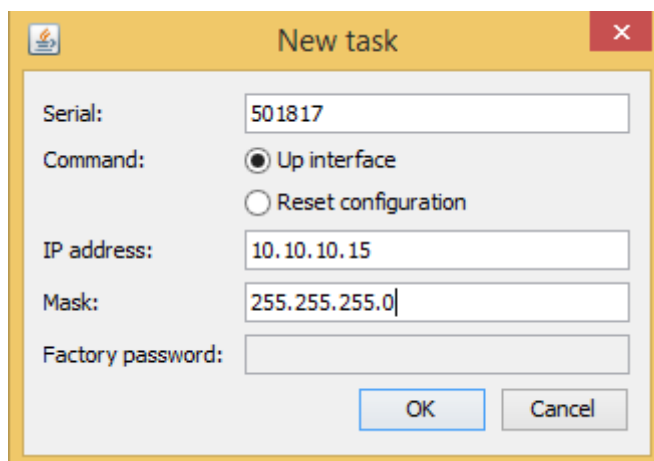 New task
Serial: 501817
Command: Up interface
Reset configuration
IP address: 10.10.10.15
Mask: 255.255.255.0
Factory password:
OK Cancel